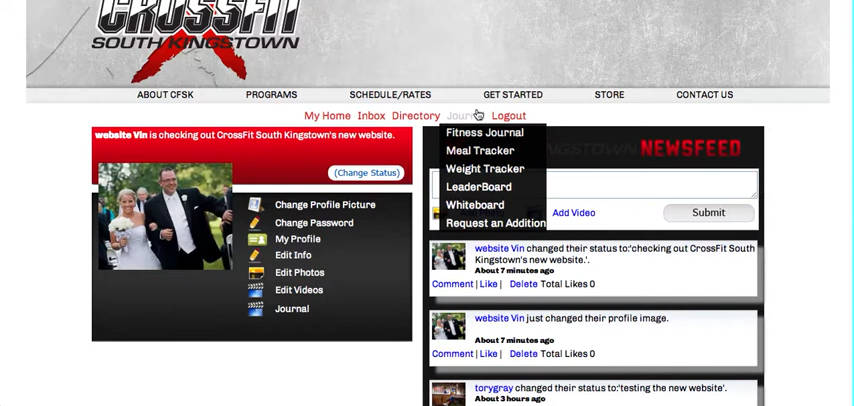 CROSSFIT
SOUTH KINGSTOWN
ABOUT CFSK PROGRAMS SCHEDULE/RATES GET STARTED STORE CONTACT US
My Home Inbox Directory Journal Logout
website Vin is checking out CrossFit South Kingstown's new website.
(Change Status)
Change Profile Picture
Change Password
My Profile
Edit Info
Edit Photos
Edit Videos
Journal
Fitness Journal
Meal Tracker
Weight Tracker
LeaderBoard
Whiteboard
Request an Addition
KINGSTOWN NEWSFEED
Add Video Submit
website Vin changed their status to:'checking out CrossFit South
Kingstown's new website.'.
About 7 minutes ago
Comment | Like | Delete Total Likes 0
website Vin just changed their profile image.
About 7 minutes ago
Comment | Like | Delete Total Likes 0
torygray changed their status to:'testing the new website'.
About 3 hours ago